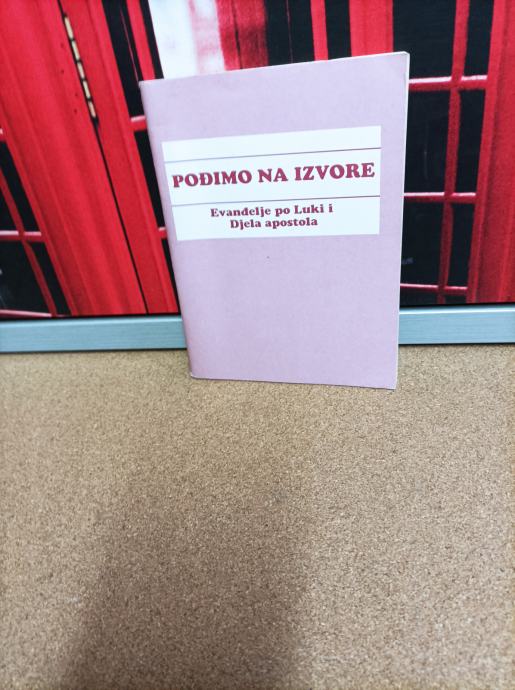 POĐIMO NA IZVORE
Evanđelje po Luki i
Djela apostola